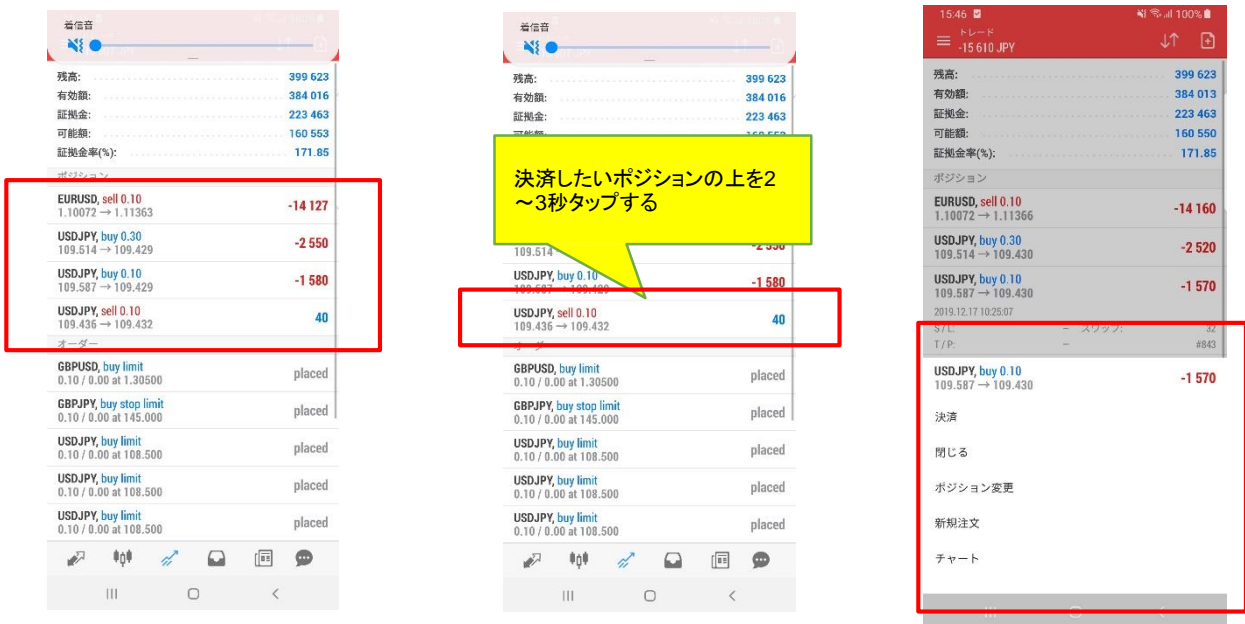 着信音
残高: 399 623
有効額: 384 016
証拠金: 223 463
可能額: 160 553
証拠金率(%): 171.85
ポジション
EURUSD, sell 0.10
1.10072 → 1.11363
-14 127
USDJPY, buy 0.30
109.514 → 109.429
-2 550
USDJPY, buy 0.10
109.587 → 109.429
-1 580
USDJPY, sell 0.10
109.436 → 109.432
40
オーダー
GBPUSD, buy limit
0.10 / 0.00 at 1.30500
placed
GBPJPY, buy stop limit
0.10 / 0.00 at 145.000
placed
USDJPY, buy limit
0.10 / 0.00 at 108.500
placed
USDJPY, buy limit
0.10 / 0.00 at 108.500
placed
USDJPY, buy limit
0.10 / 0.00 at 108.500
placed
着信音
残高: 399 623
有効額: 384 016
証拠金: 223 463
可能額: 160 553
決済したいポジションの上を2
～3秒タップする
109.514
-2 550
USDJPY, buy 0.10
109.587 → 109.429
-1 580
USDJPY, sell 0.10
109.436 → 109.432
40
オーダー
GBPUSD, buy limit
0.10 / 0.00 at 1.30500
placed
GBPJPY, buy stop limit
0.10 / 0.00 at 145.000
placed
USDJPY, buy limit
0.10 / 0.00 at 108.500
placed
USDJPY, buy limit
0.10 / 0.00 at 108.500
placed
USDJPY, buy limit
0.10 / 0.00 at 108.500
placed
15:46 100%
トレード
-15 610 JPY
残高: 399 623
有効額: 384 013
証拠金: 223 463
可能額: 160 550
証拠金率(%): 171.85
ポジション
EURUSD, sell 0.10
1.10072 → 1.11366
-14 160
USDJPY, buy 0.30
109.514 → 109.430
-2 520
USDJPY, buy 0.10
109.587 → 109.430
-1 570
2019.12.17 10:25:07
S / L: – スワップ: 32
T / P: – #843
USDJPY, buy 0.10
109.587 → 109.430
-1 570
決済
閉じる
ポジション変更
新規注文
チャート